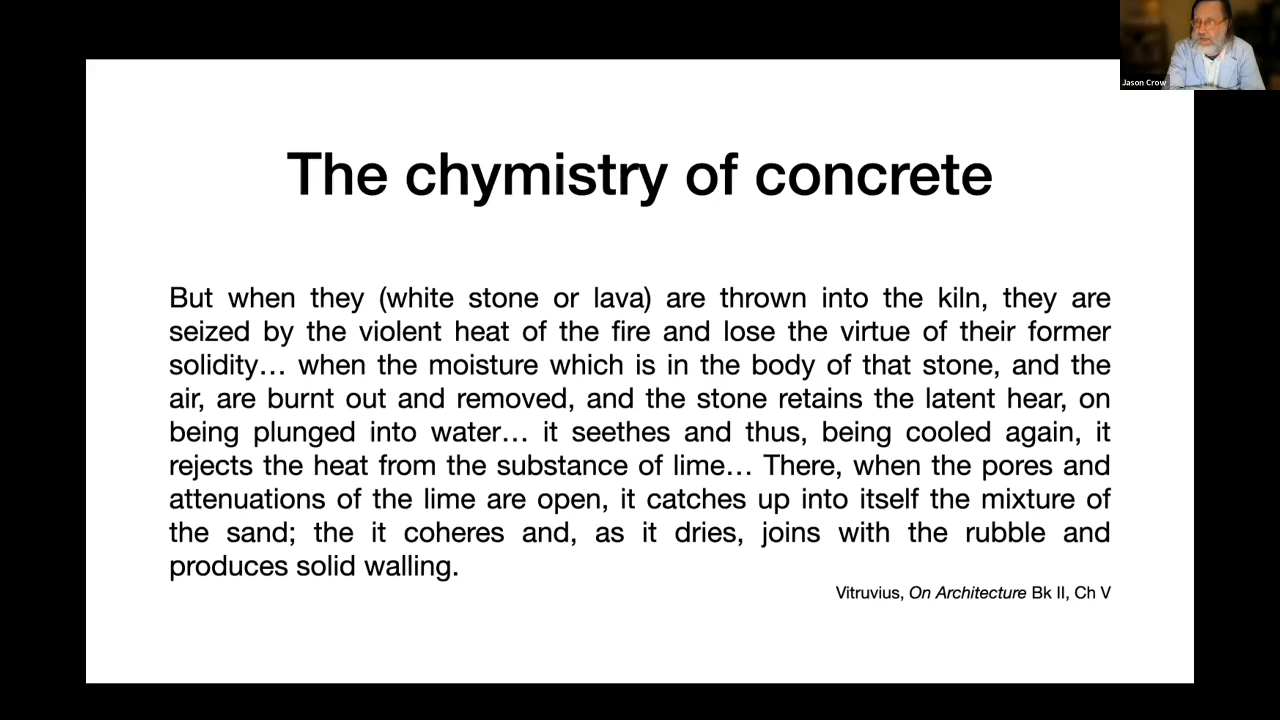 Jason Crow
The chymistry of concrete
But when they (white stone or lava) are thrown into the kiln, they are
seized by the violent heat of the fire and lose the virtue of their former
solidity… when the moisture which is in the body of that stone, and the
air, are burnt out and removed, and the stone retains the latent hear, on
being plunged into water… it seethes and thus, being cooled again, it
rejects the heat from the substance of lime… There, when the pores and
attenuations of the lime are open, it catches up into itself the mixture of
the sand; the it coheres and, as it dries, joins with the rubble and
produces solid walling.
Vitruvius, On Architecture Bk II, Ch V